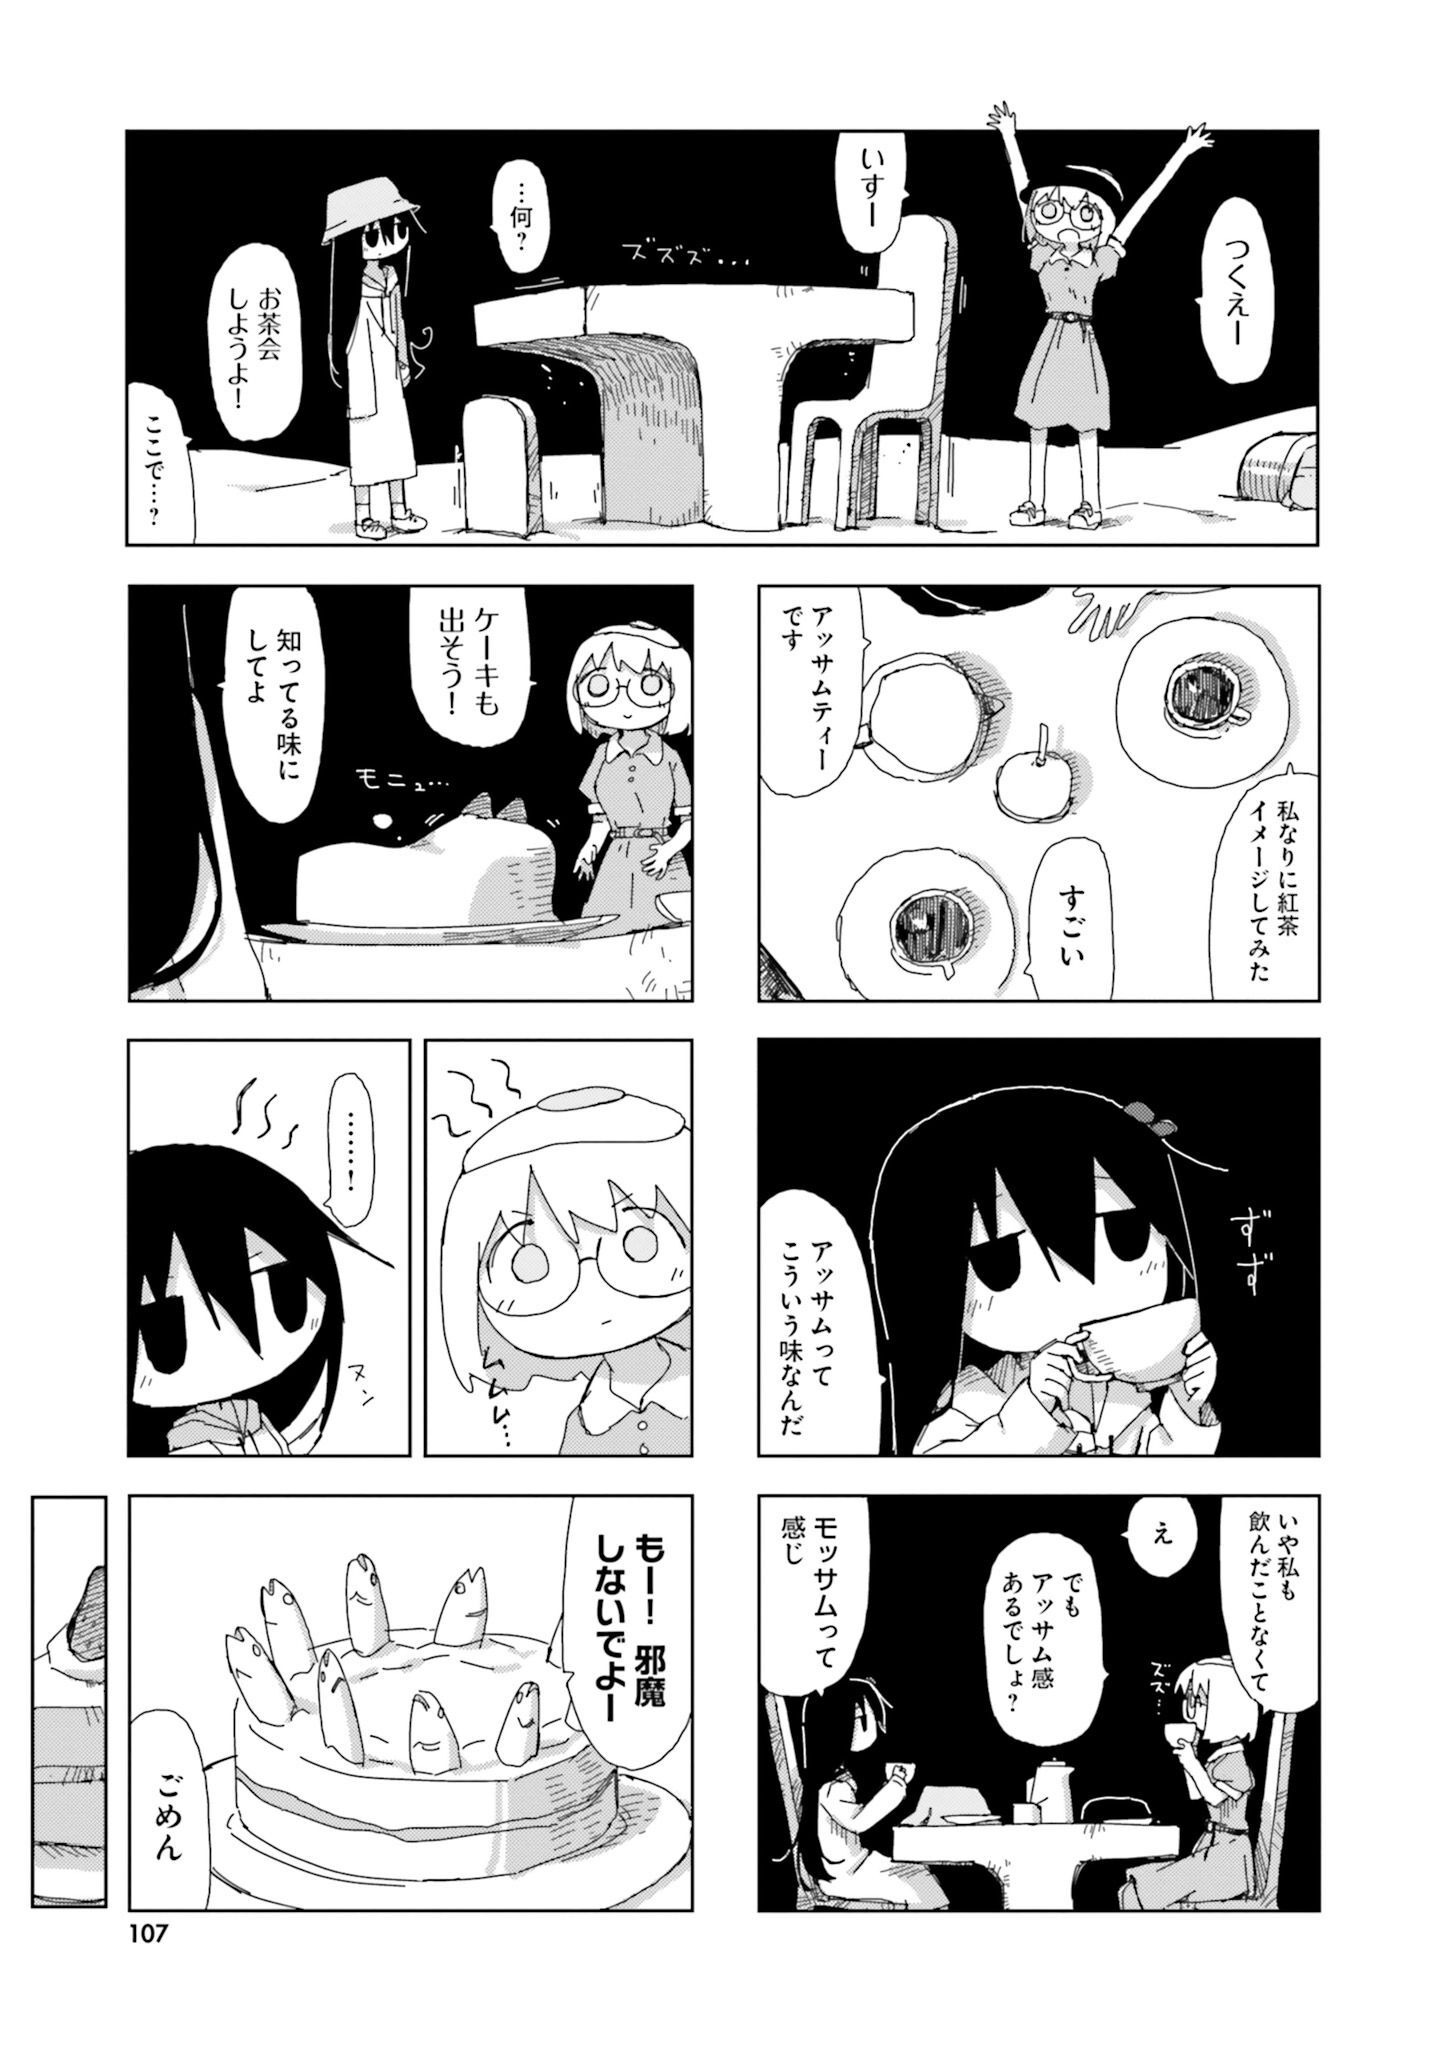 つくえー
いすー
ズズズ…
…何?
お茶会
しようよ!
ここで…?
私なりに紅茶
イメージしてみた
すごい
アッサムティー
です
ずず
アッサムって
こういう味なんだ
いや私も
飲んだことなくて
え
でも
アッサム感
あるでしょ?
ズズ…
モッサムって
感じ
ケーキも
出そう!
モニュ…
知ってる味に
してよ
ムムム…
……!
ヌン
もー!邪魔
しないでよー
ごめん
107